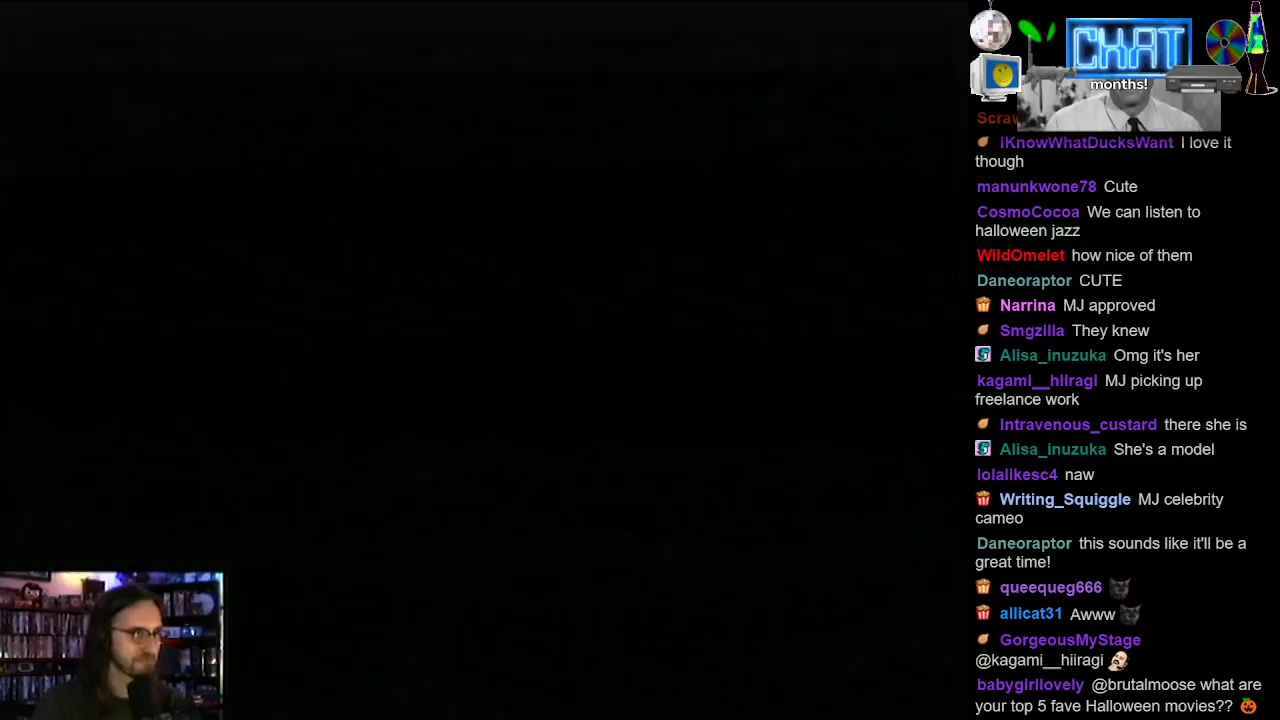 CHAT
months!
Scrav
IKnowWhatDucksWant I love it
though
manunkwone78 Cute
CosmoCocoa We can listen to
halloween jazz
WildOmelet how nice of them
Daneoraptor CUTE
Narrina MJ approved
Smgzilla They knew
Alisa_inuzuka Omg it's her
kagami__hiiragi MJ picking up
freelance work
Intravenous_custard there she is
Alisa_inuzuka She's a model
lolalikesc4 naw
Writing_Squiggle MJ celebrity
cameo
Daneoraptor this sounds like it'll be a
great time!
queequeg666
allicat31 Awww
GorgeousMyStage
@kagami__hiiragi
babygirllovely @brutalmoose what are
your top 5 fave Halloween movies??